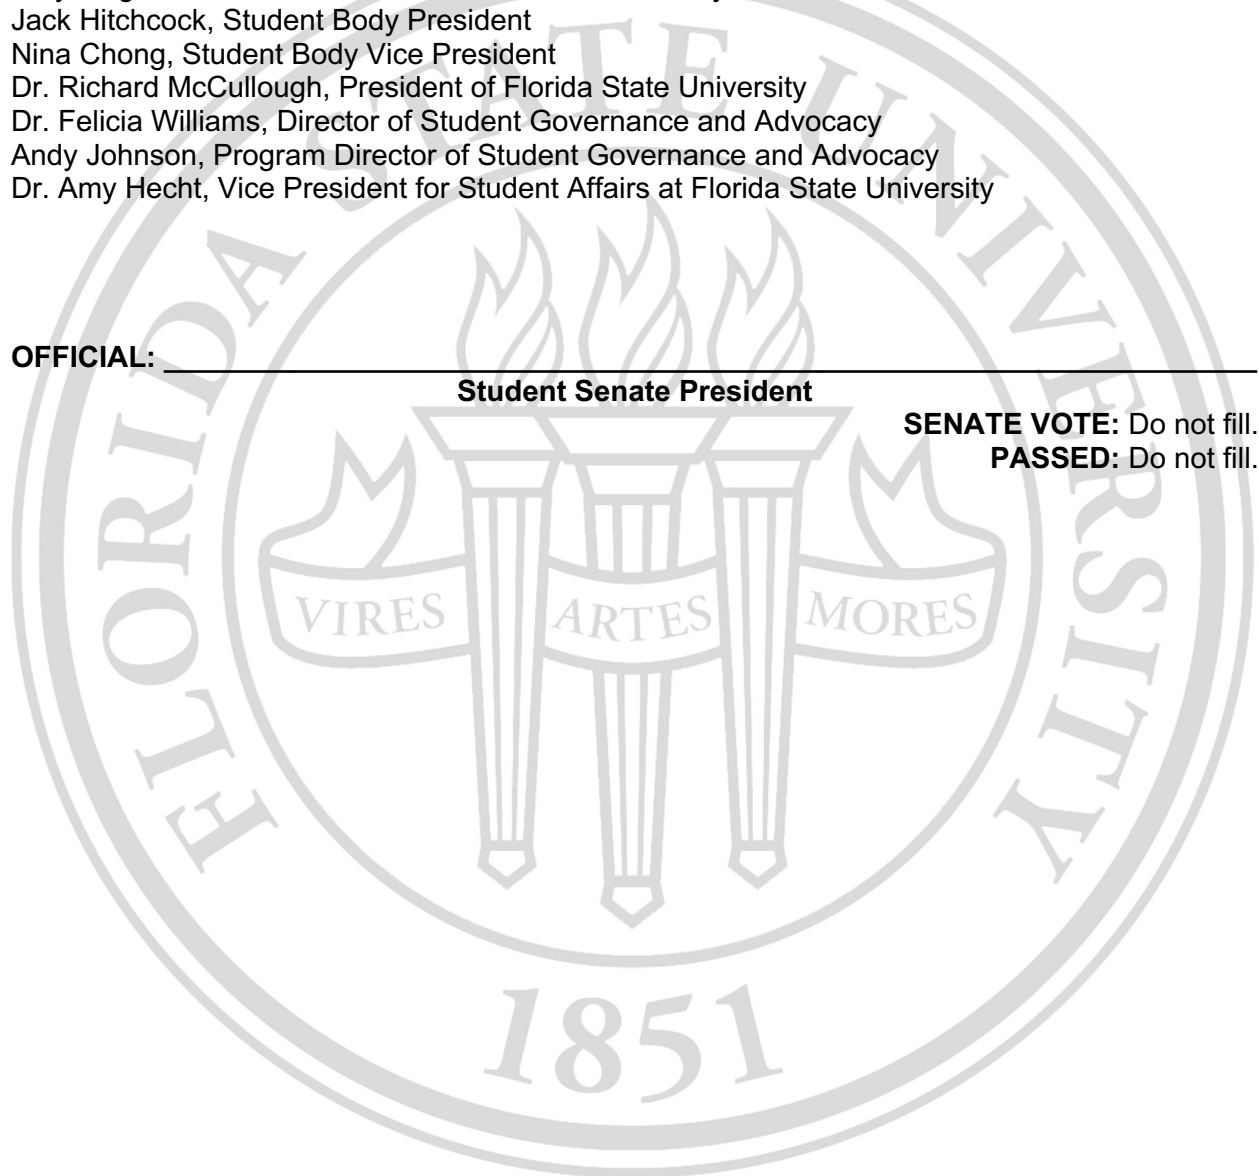 Jack Hitchcock, Student Body President
Nina Chong, Student Body Vice President
Dr. Richard McCullough, President of Florida State University
Dr. Felicia Williams, Director of Student Governance and Advocacy
Andy Johnson, Program Director of Student Governance and Advocacy
Dr. Amy Hecht, Vice President for Student Affairs at Florida State University
OFFICIAL:
Student Senate President
SENATE VOTE: Do not fill.
PASSED: Do not fill.
FLORIDA STATE UNIVERSITY
VIRES ARTES MORES
1851